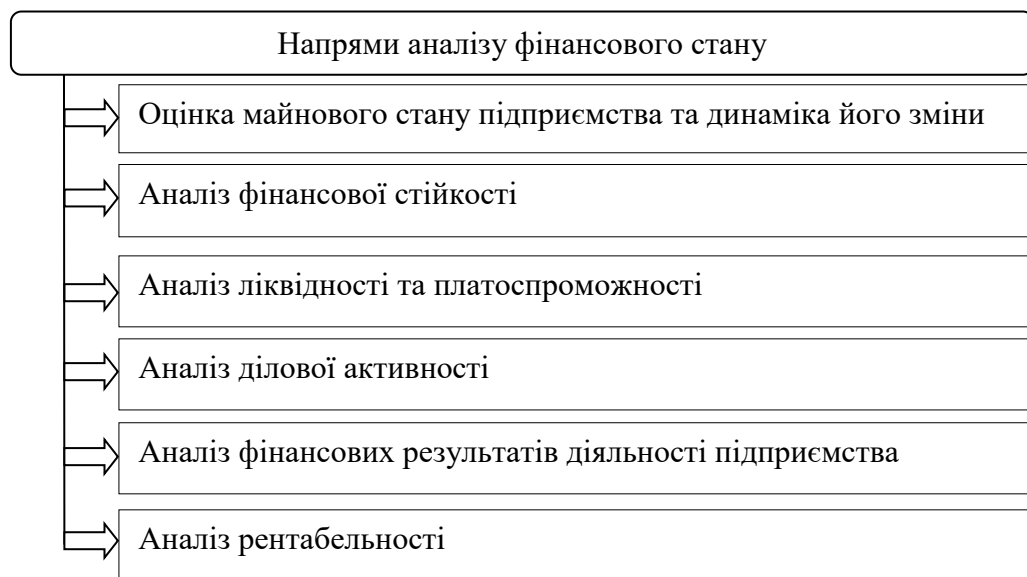 Напрями аналізу фінансового стану
Оцінка майнового стану підприємства та динаміка його зміни
Аналіз фінансової стійкості
Аналіз ліквідності та платоспроможності
Аналіз ділової активності
Аналіз фінансових результатів діяльності підприємства
Аналіз рентабельності